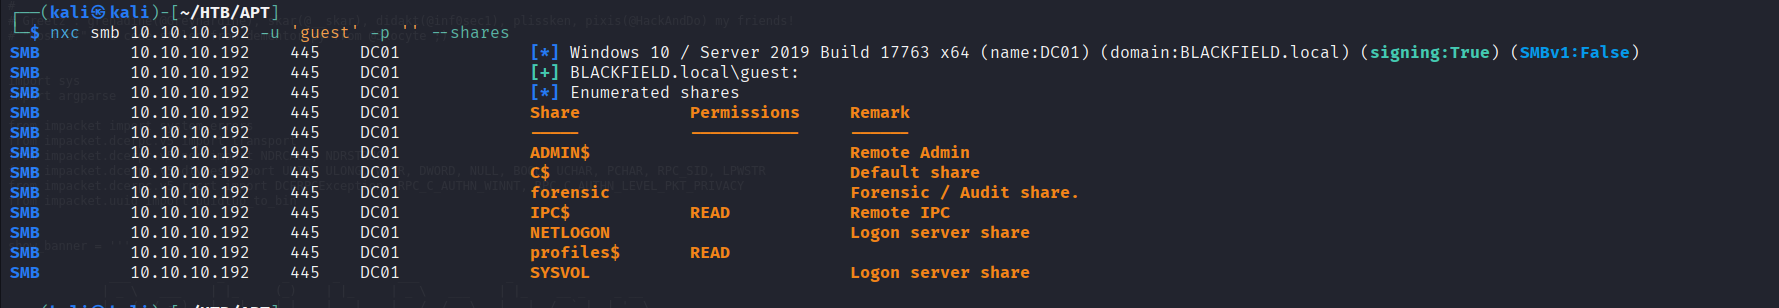 ┌──(kali㉿kali)-[~/HTB/APT]
└─$ nxc smb 10.10.10.192 -u 'guest' -p '' --shares
SMB 10.10.10.192 445 DC01 [*] Windows 10 / Server 2019 Build 17763 x64 (name:DC01) (domain:BLACKFIELD.local) (signing:True) (SMBv1:False)
SMB 10.10.10.192 445 DC01 [+] BLACKFIELD.local\guest:
SMB 10.10.10.192 445 DC01 [*] Enumerated shares
SMB 10.10.10.192 445 DC01 Share Permissions Remark
SMB 10.10.10.192 445 DC01 ----- ----------- ------
SMB 10.10.10.192 445 DC01 ADMIN$ Remote Admin
SMB 10.10.10.192 445 DC01 C$ Default share
SMB 10.10.10.192 445 DC01 forensic Forensic / Audit share.
SMB 10.10.10.192 445 DC01 IPC$ READ Remote IPC
SMB 10.10.10.192 445 DC01 NETLOGON Logon server share
SMB 10.10.10.192 445 DC01 profiles$ READ
SMB 10.10.10.192 445 DC01 SYSVOL Logon server share